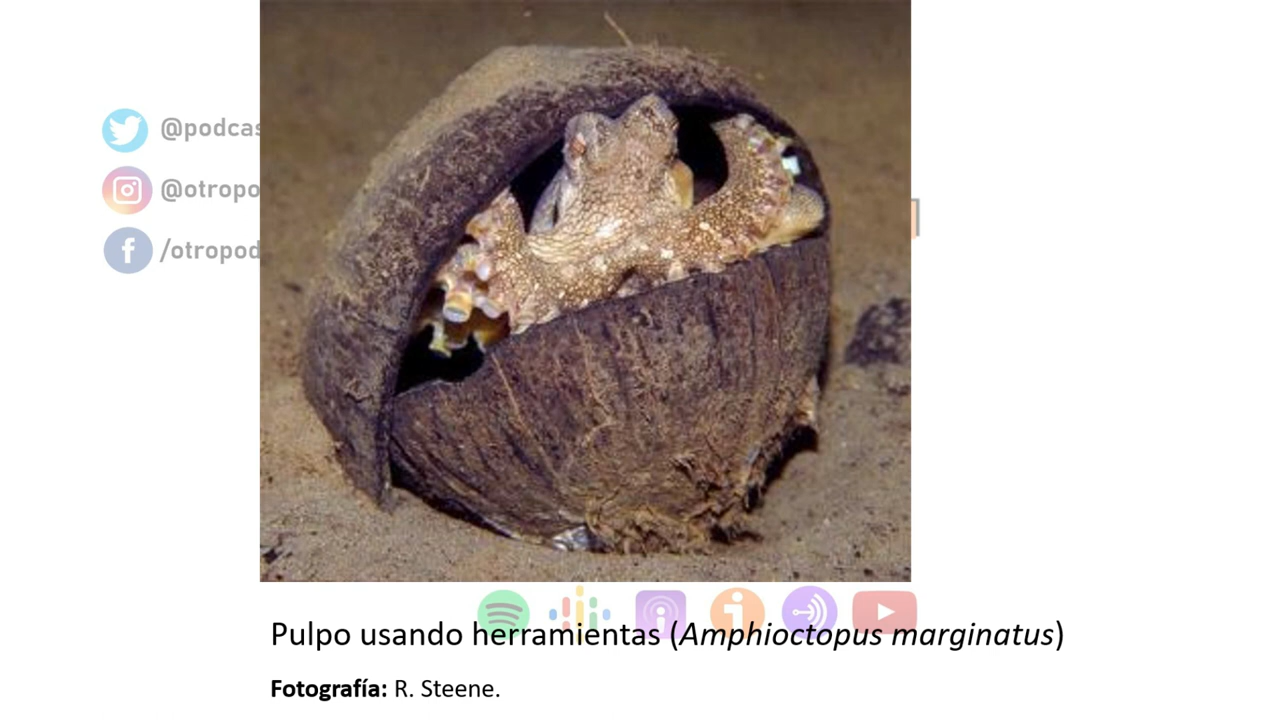 @podcas
@otropo
/otropod
Pulpo usando herramientas (Amphioctopus marginatus)
Fotografía: R. Steene.